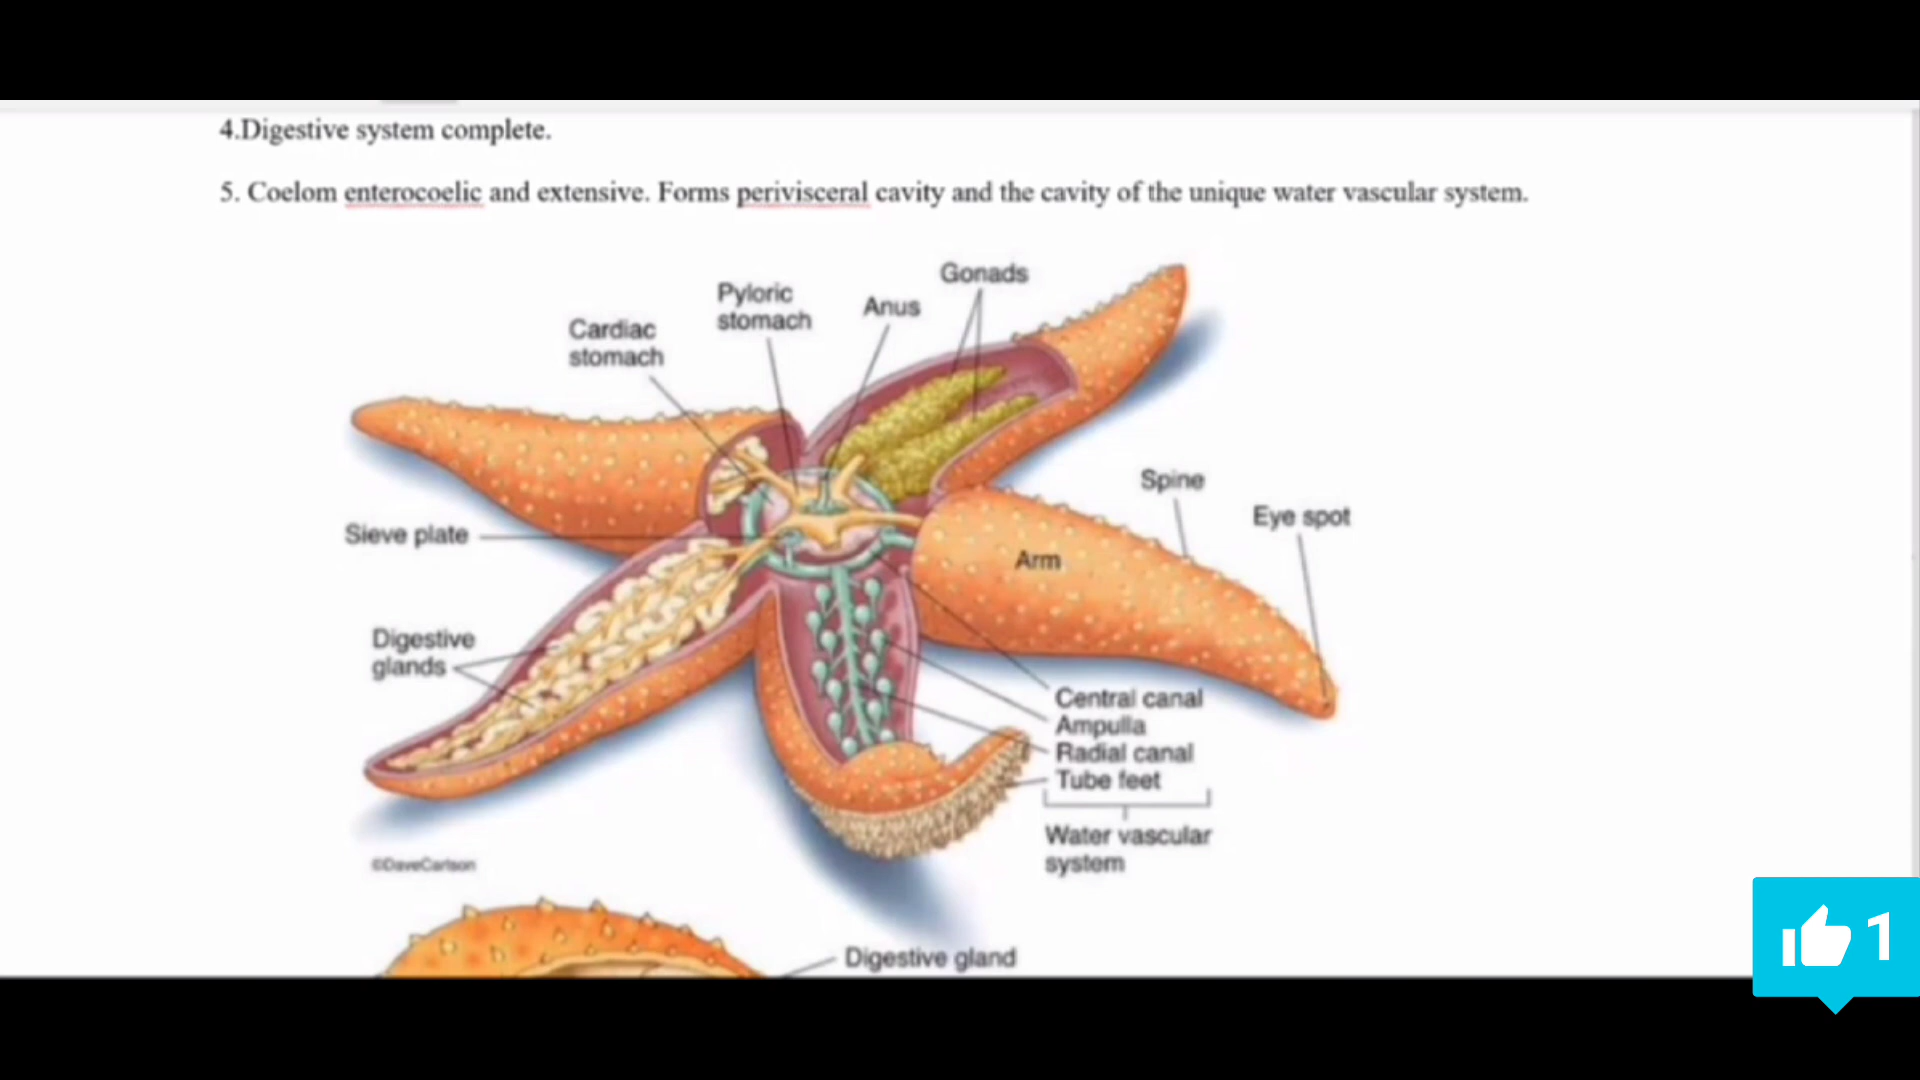 4.Digestive system complete.
5. Coelom enterocoelic and extensive. Forms perivisceral cavity and the cavity of the unique water vascular system.
Gonads
Pyloric
stomach
Anus
Cardiac
stomach
Spine
Eye spot
Sieve plate
Arm
Digestive
glands
Central canal
Ampulla
Radial canal
Tube feet
Water vascular
system
©DaveCarlson
Digestive gland
1